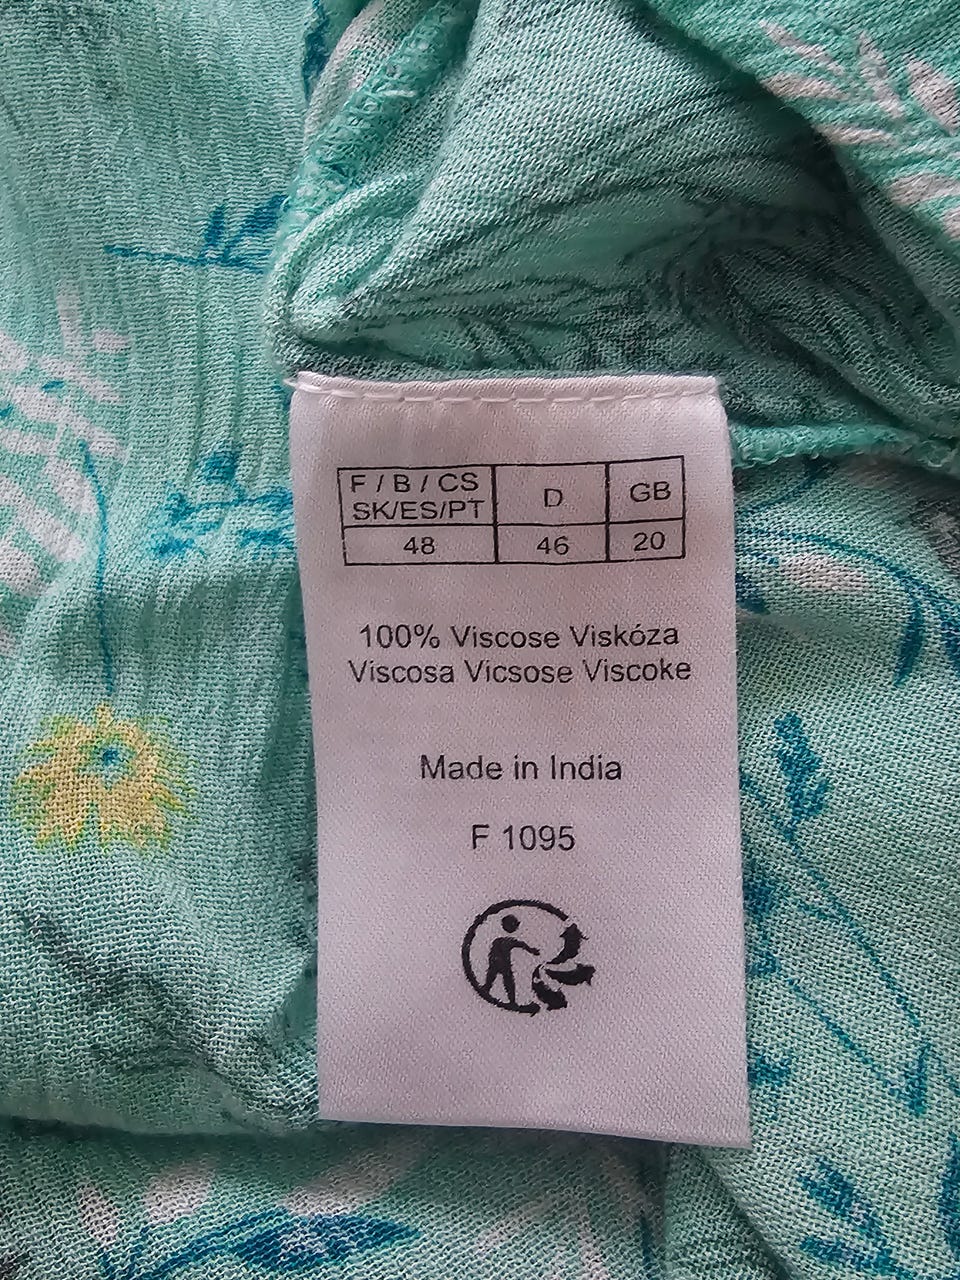 F / B / CS
SK/ES/PT
D
GB
48
46
20
100% Viscose Viskóza
Viscosa Vicsose Viscoke
Made in India
F 1095